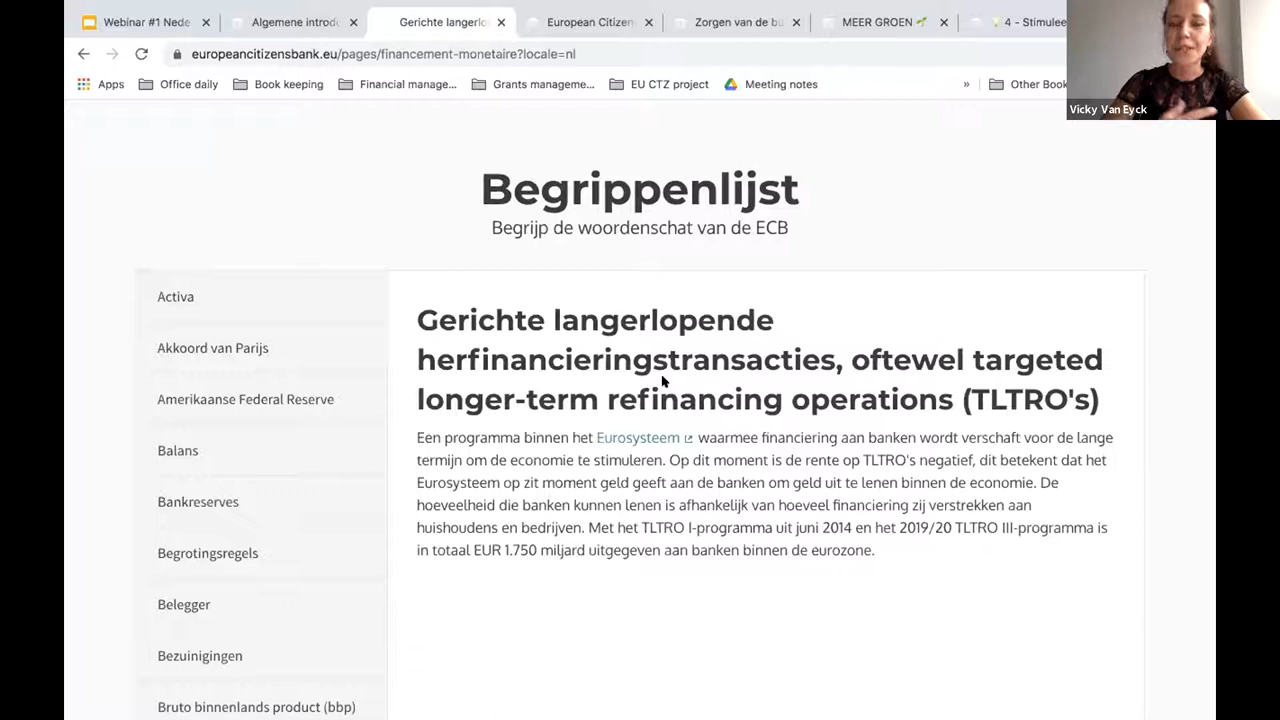 Webinar #1 Nede
Algemene introd
Gerichte langerlo
European Citizen
Zorgen van de bu
MEER GROEN 🌱
4 - Stimulee
europeancitizensbank.eu/pages/financement-monetaire?locale=nl
Apps
Office daily
Book keeping
Financial manage...
Grants manageme...
EU CTZ project
Meeting notes
»
Other Book
Vicky Van Eyck
Begrippenlijst
Begrijp de woordenschat van de ECB
Activa
Akkoord van Parijs
Amerikaanse Federal Reserve
Balans
Bankreserves
Begrotingsregels
Belegger
Bezuinigingen
Bruto binnenlands product (bbp)
Gerichte langerlopende
herfinancieringstransacties, oftewel targeted
longer-term refinancing operations (TLTRO's)
Een programma binnen het Eurosysteem waarmee financiering aan banken wordt verschaft voor de lange
termijn om de economie te stimuleren. Op dit moment is de rente op TLTRO's negatief, dit betekent dat het
Eurosysteem op zit moment geld geeft aan de banken om geld uit te lenen binnen de economie. De
hoeveelheid die banken kunnen lenen is afhankelijk van hoeveel financiering zij verstrekken aan
huishoudens en bedrijven. Met het TLTRO I-programma uit juni 2014 en het 2019/20 TLTRO III-programma is
in totaal EUR 1.750 miljard uitgegeven aan banken binnen de eurozone.